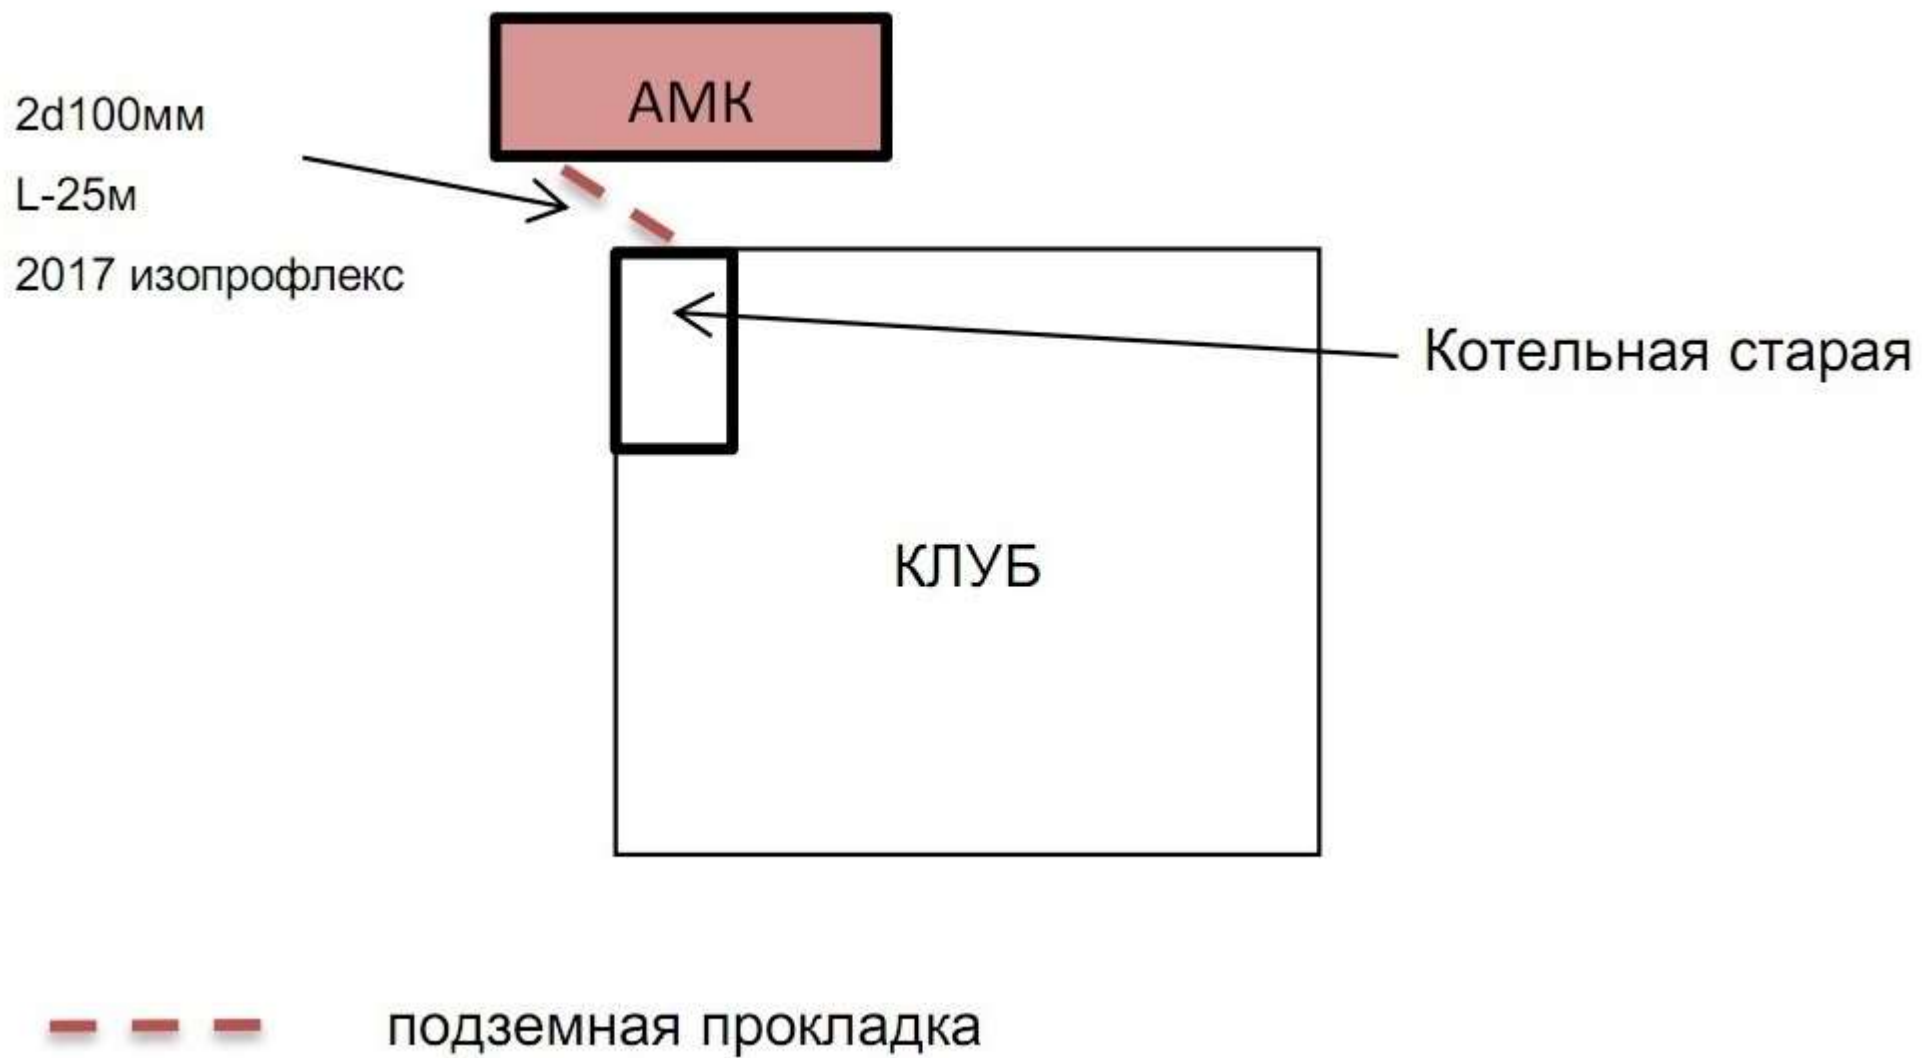 АМК
2d100мм
L-25м
2017 изопрофлекс
Котельная старая
КЛУБ
подземная прокладка